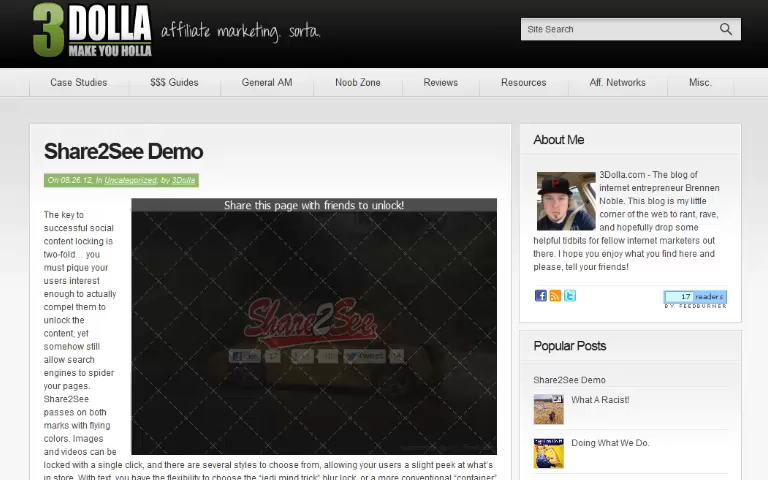 3 DOLLA
MAKE YOU HOLLA
affiliate marketing. sorta.
Site Search
Case Studies
$$$ Guides
General AM
Noob Zone
Reviews
Resources
Aff. Networks
Misc.
Share2See Demo
On 08.26.12, In Uncategorized, by 3Dolla
Share this page with friends to unlock!
The key to
successful social
content locking is
two-fold… you
must pique your
users interest
enough to actually
compel them to
unlock the
content, yet
somehow still
allow search
engines to spider
your pages.
Share2See
passes on both
marks with flying
colors. Images
and videos can be
locked with a single click, and there are several styles to choose from, allowing your users a slight peek at what's
in store. With text, you have the flexibility to choose the "jedi mind trick" blur lock, or a more conventional "container"
Share2See
Like
17
Tweet
About Me
3Dolla.com - The blog of
internet entrepreneur Brennen
Noble. This blog is my little
corner of the web to rant, rave,
and hopefully drop some
helpful tidbits for fellow internet marketers out
there. I hope you enjoy what you find here and
please, tell your friends!
17 readers
BY FEEDBURNER
Popular Posts
Share2See Demo
What A Racist!
Doing What We Do.